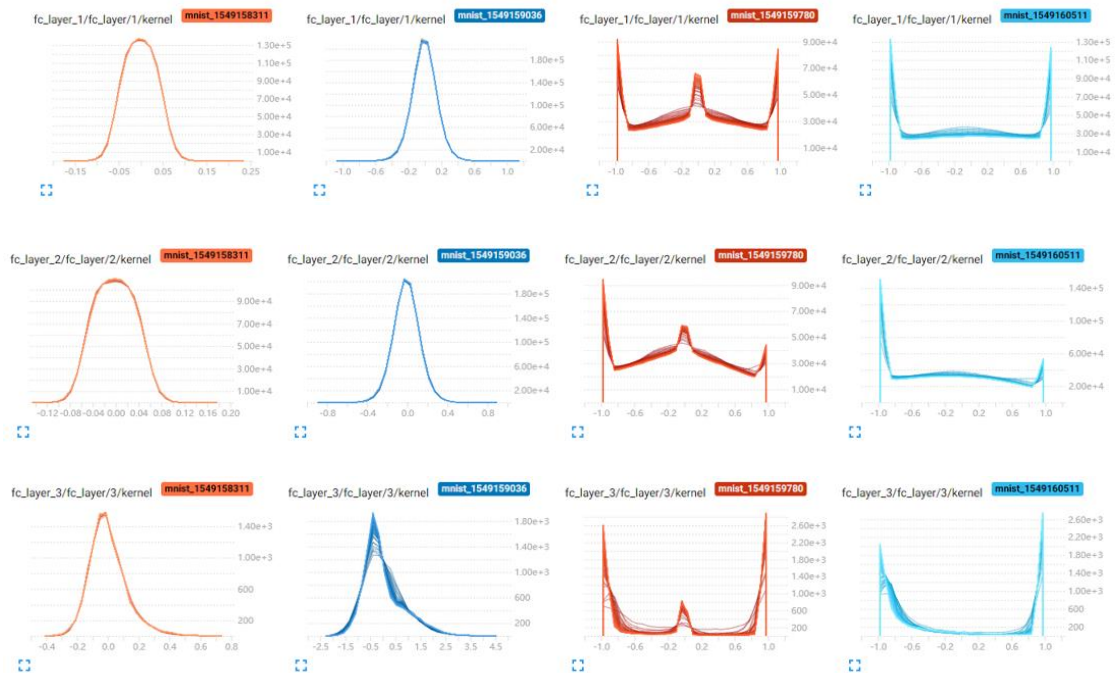 fc_layer_1/fc_layer/1/kernel mnist_1549158311
1.30e+5
1.10e+5
9.00e+4
7.00e+4
5.00e+4
3.00e+4
1.00e+4
-0.15 -0.05 0.05 0.15 0.25
fc_layer_1/fc_layer/1/kernel mnist_1549159036
1.80e+5
1.40e+5
1.00e+5
6.00e+4
2.00e+4
-1.0 -0.6 -0.2 0.2 0.6 1.0
fc_layer_1/fc_layer/1/kernel mnist_1549159780
9.00e+4
7.00e+4
5.00e+4
3.00e+4
1.00e+4
-1.0 -0.6 -0.2 0.2 0.6 1.0
fc_layer_1/fc_layer/1/kernel mnist_1549160511
1.30e+5
1.10e+5
9.00e+4
7.00e+4
5.00e+4
3.00e+4
1.00e+4
-1.0 -0.6 -0.2 0.2 0.6 1.0
fc_layer_2/fc_layer/2/kernel mnist_1549158311
9.00e+4
7.00e+4
5.00e+4
3.00e+4
1.00e+4
-0.12 -0.08 -0.04 0.00 0.04 0.08 0.12 0.16 0.20
fc_layer_2/fc_layer/2/kernel mnist_1549159036
1.80e+5
1.40e+5
1.00e+5
6.00e+4
2.00e+4
-0.8 -0.4 0.0 0.4 0.8
fc_layer_2/fc_layer/2/kernel mnist_1549159780
9.00e+4
7.00e+4
5.00e+4
3.00e+4
1.00e+4
-1.0 -0.6 -0.2 0.2 0.6 1.0
fc_layer_2/fc_layer/2/kernel mnist_1549160511
1.40e+5
1.00e+5
6.00e+4
2.00e+4
-1.0 -0.6 -0.2 0.2 0.6 1.0
fc_layer_3/fc_layer/3/kernel mnist_1549158311
1.40e+3
1.00e+3
600
200
-0.4 -0.2 0.0 0.2 0.4 0.6 0.8
fc_layer_3/fc_layer/3/kernel mnist_1549159036
1.80e+3
1.40e+3
1.00e+3
600
200
-2.5 -1.5 -0.5 0.5 1.5 2.5 3.5 4.5
fc_layer_3/fc_layer/3/kernel mnist_1549159780
2.60e+3
2.20e+3
1.80e+3
1.40e+3
1.00e+3
600
200
-1.0 -0.6 -0.2 0.2 0.6 1.0
fc_layer_3/fc_layer/3/kernel mnist_1549160511
2.60e+3
2.20e+3
1.80e+3
1.40e+3
1.00e+3
600
200
-1.0 -0.6 -0.2 0.2 0.6 1.0